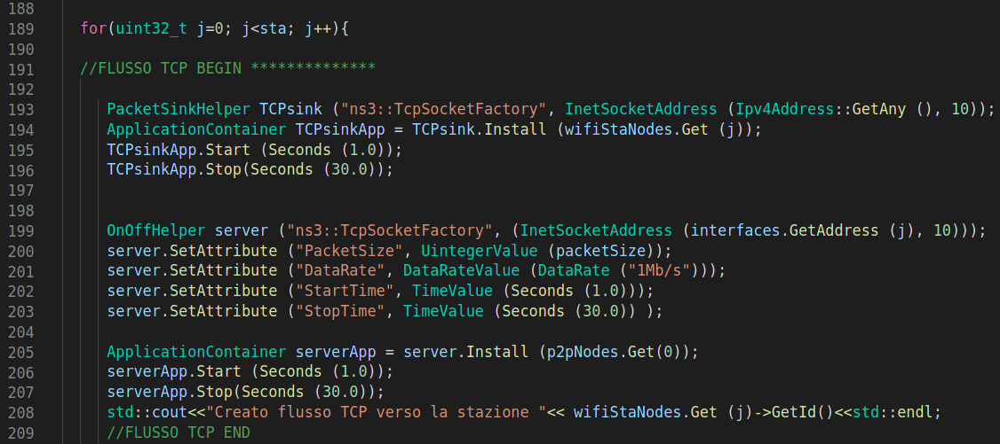 188
189 for(uint32_t j=0; j<sta; j++){
190
191 //FLUSSO TCP BEGIN **************
192
193 PacketSinkHelper TCPsink ("ns3::TcpSocketFactory", InetSocketAddress (Ipv4Address::GetAny (), 10));
194 ApplicationContainer TCPsinkApp = TCPsink.Install (wifiStaNodes.Get (j));
195 TCPsinkApp.Start (Seconds (1.0));
196 TCPsinkApp.Stop(Seconds (30.0));
197
198
199 OnOffHelper server ("ns3::TcpSocketFactory", (InetSocketAddress (interfaces.GetAddress (j), 10)));
200 server.SetAttribute ("PacketSize", UintegerValue (packetSize));
201 server.SetAttribute ("DataRate", DataRateValue (DataRate ("1Mb/s")));
202 server.SetAttribute ("StartTime", TimeValue (Seconds (1.0)));
203 server.SetAttribute ("StopTime", TimeValue (Seconds (30.0)) );
204
205 ApplicationContainer serverApp = server.Install (p2pNodes.Get(0));
206 serverApp.Start (Seconds (1.0));
207 serverApp.Stop(Seconds (30.0));
208 std::cout<<"Creato flusso TCP verso la stazione "<< wifiStaNodes.Get (j)->GetId()<<std::endl;
209 //FLUSSO TCP END